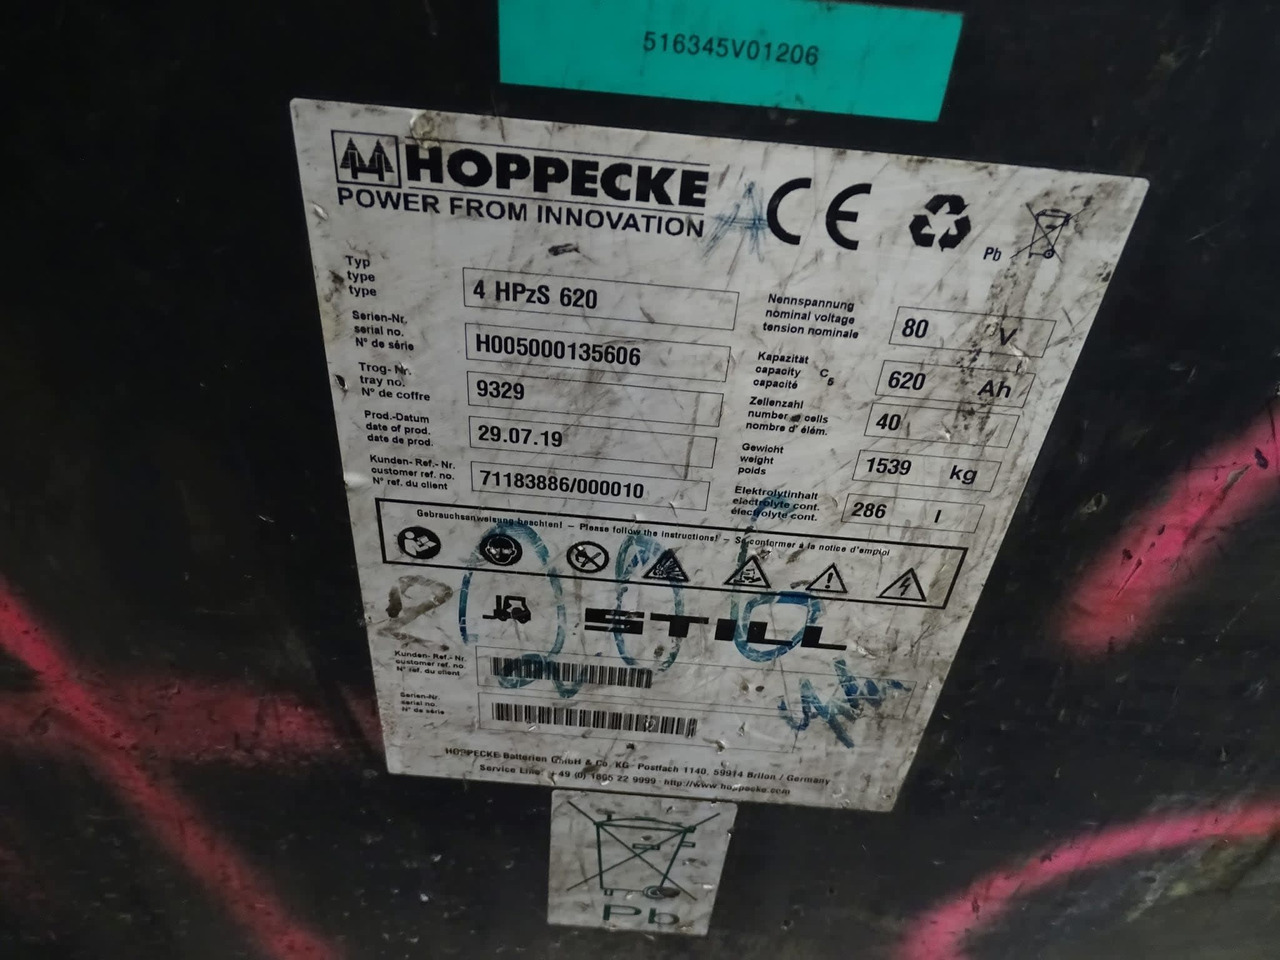 516345V01206
HOPPECKE
POWER FROM INNOVATION
CE
Pb
Typ
type
type
4 HPzS 620
Serien-Nr.
serial no.
N° de série
H005000135606
Trog-Nr.
tray no.
N° de coffre
9329
Prod.-Datum
date of prod.
date de prod.
29.07.19
Kunden- Ref.- Nr.
customer ref. no.
N° ref. du client
71183886/000010
Nennspannung
nominal voltage
tension nominale
80 V
Kapazität
capacity C5
capacité
620 Ah
Zellenzahl
number o cells
nombre d' élém.
40
Gewicht
weight
poids
1539 kg
Elektrolytinhalt
electrolyte cont.
électrolyte cont.
286 l
Gebrauchsanweisung beachten! – Please follow the instructions! – Se conformer à la notice d'emploi
STILL
Kunden- Ref.- Nr.
customer ref. no.
N° ref. du client
Serien-Nr.
serial no.
N° de série
HOPPECKE Batterien GmbH & Co. KG · Postfach 1140, 59914 Brilon / Germany
Service Line +49 (0) 1805 22 9999 · http://www.hoppecke.com
Pb